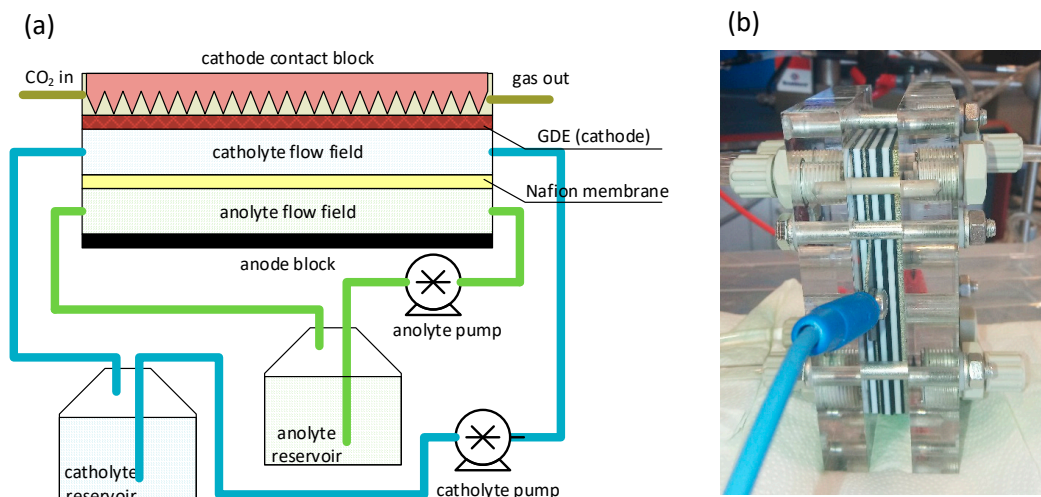 (a)
(b)
cathode contact block
CO₂ in
gas out
GDE (cathode)
catholyte flow field
Nafion membrane
anolyte flow field
anode block
anolyte pump
anolyte
reservoir
catholyte
reservoir
catholyte pump